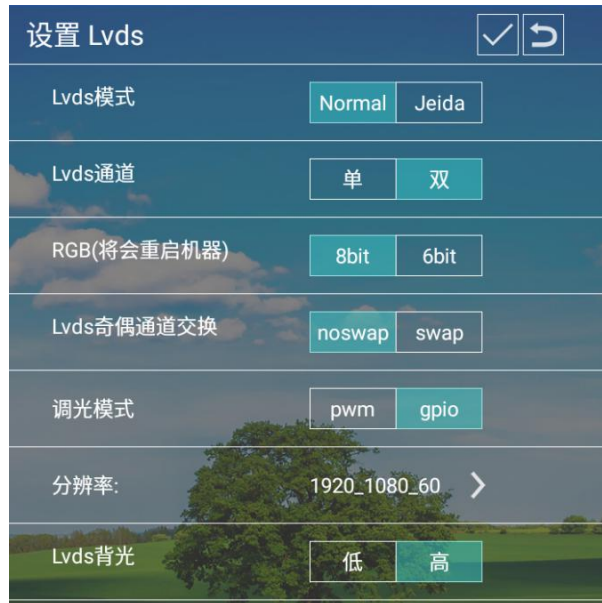 设置 Lvds
Lvds模式 Normal Jeida
Lvds通道 单 双
RGB(将会重启机器) 8bit 6bit
Lvds奇偶通道交换 noswap swap
调光模式 pwm gpio
分辨率: 1920_1080_60
Lvds背光 低 高